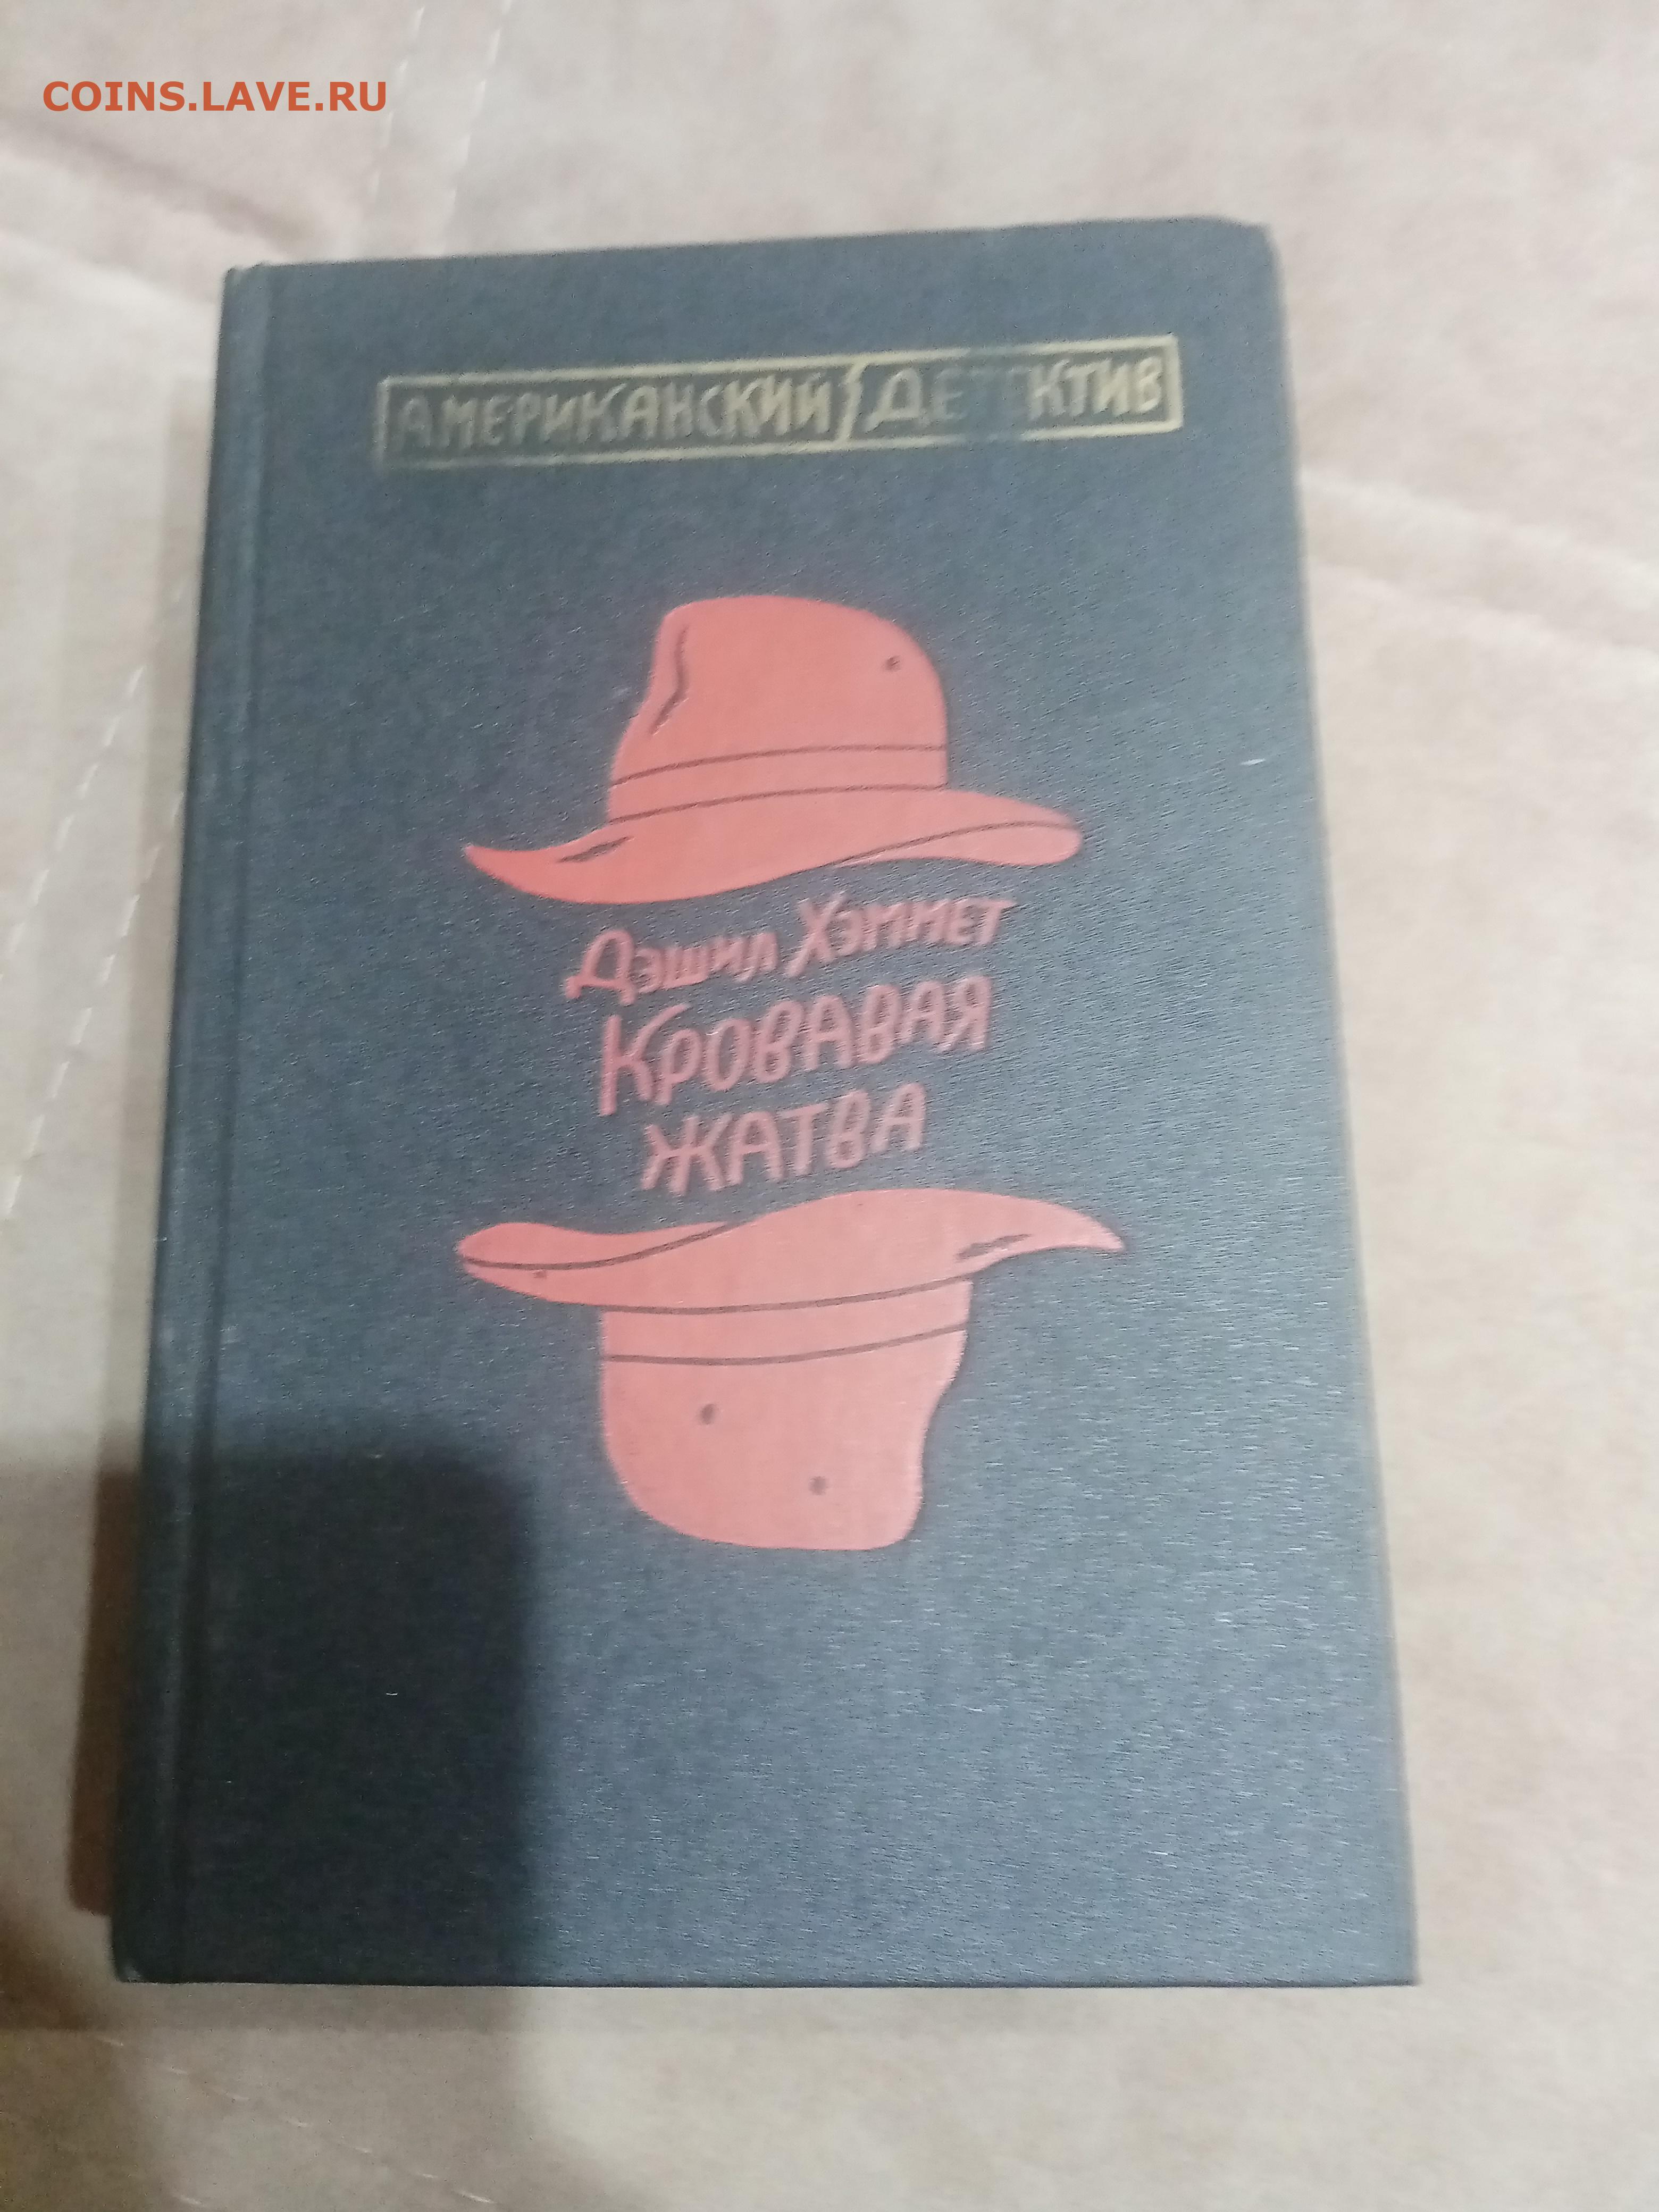 COINS.LAVE.RU
АМЕРИКАНСКИЙ ДЕТЕКТИВ
ДЭШИЛ ХЭММЕТ
КРОВАВАЯ
ЖАТВА